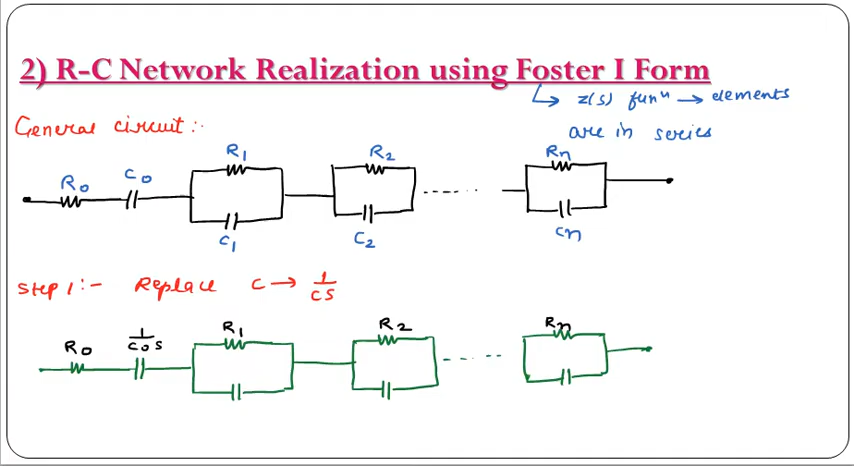 2) R-C Network Realization using Foster I Form
↳ z(s) funⁿ → elements
are in series
General circuit:-
R0 C0 R1 R2 Rn
C1 C2 Cn
Step 1:- Replace C → 1/CS
R0 1/C0S R1 R2 Rn